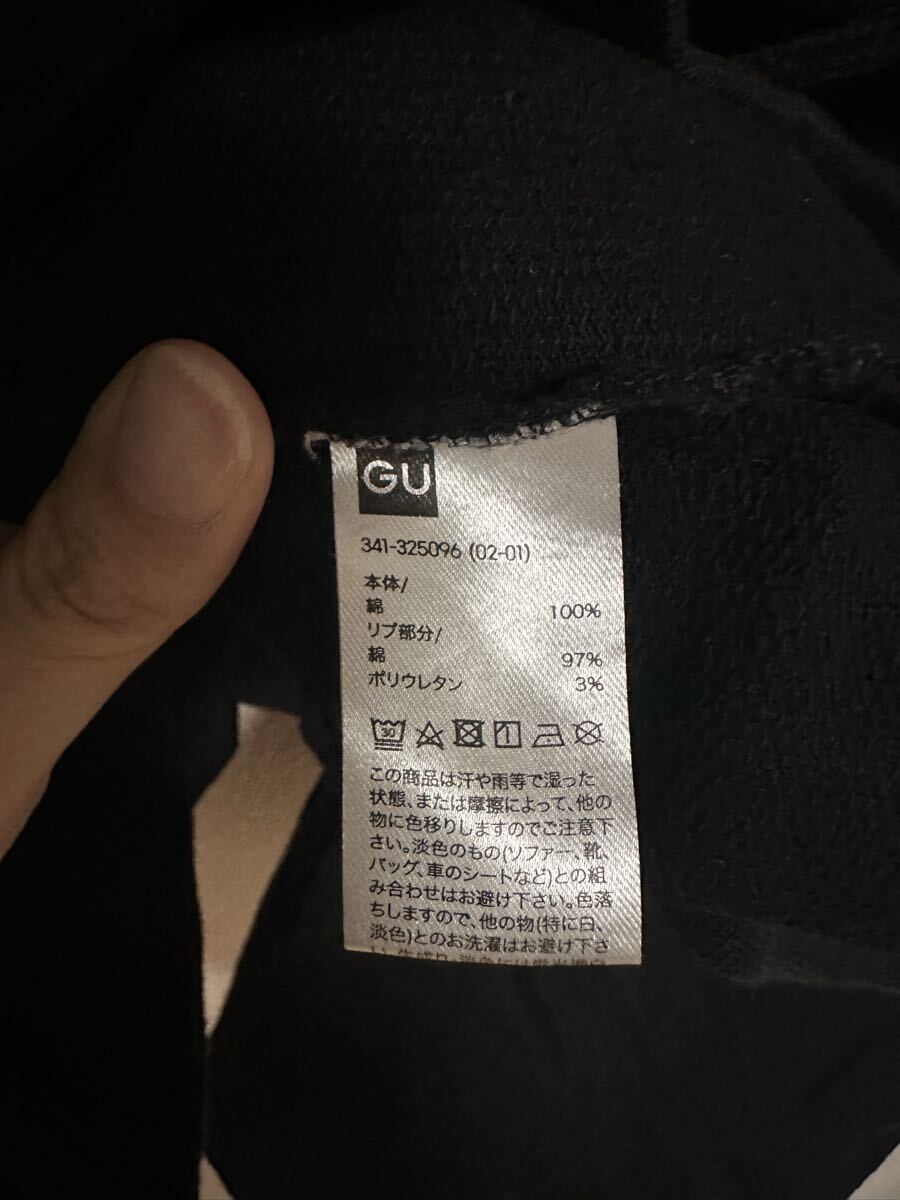 GU
341-325096 (02-01)
本体/
綿 100%
リブ部分/
綿 97%
ポリウレタン 3%
30
この商品は汗や雨等で湿った
状態、または摩擦によって、他の
物に色移りしますのでご注意下
さい。淡色のもの(ソファー、靴、
バッグ、車のシートなど)との組
み合わせはお避け下さい。色落
ちしますので、他の物(特に白、
淡色)とのお洗濯はお避け下さ